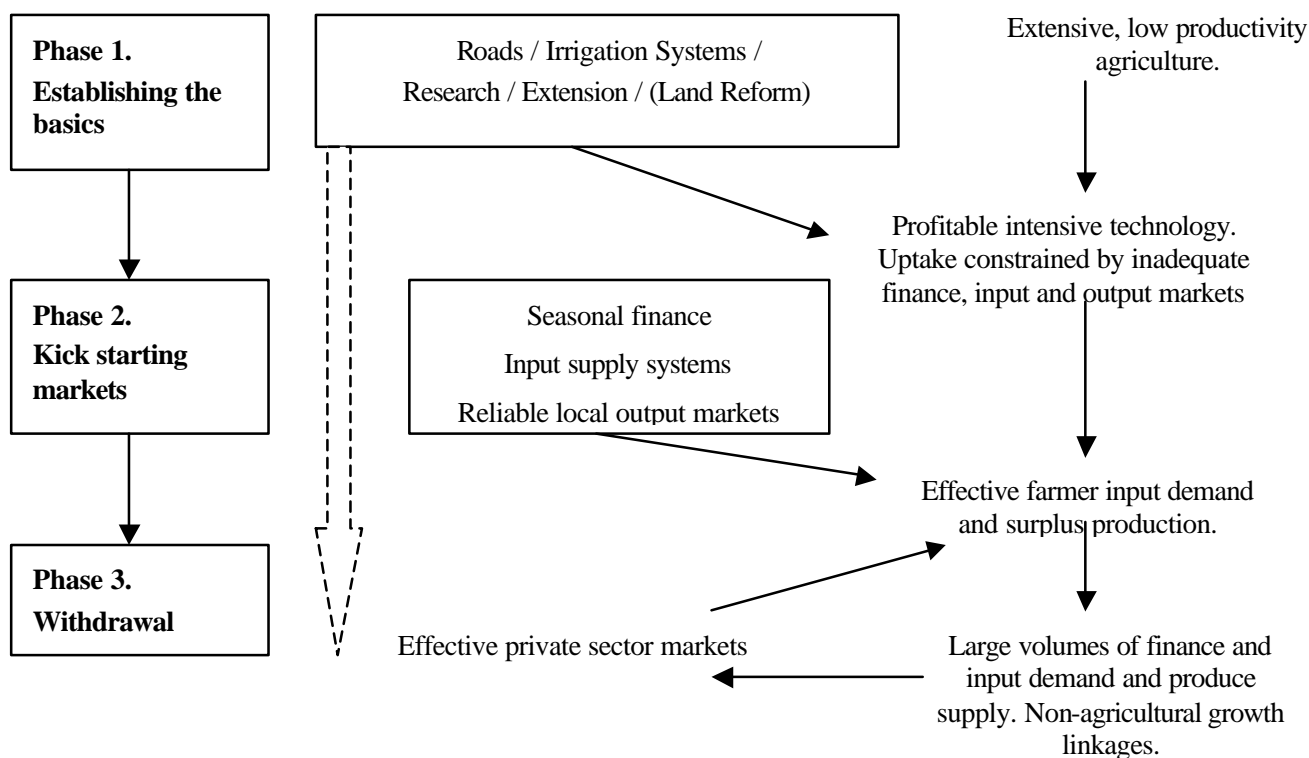 Phase 1.
Establishing the
basics
Roads / Irrigation Systems /
Research / Extension / (Land Reform)
Extensive, low productivity
agriculture.
Profitable intensive technology.
Uptake constrained by inadequate
finance, input and output markets
Phase 2.
Kick starting
markets
Seasonal finance
Input supply systems
Reliable local output markets
Effective farmer input demand
and surplus production.
Phase 3.
Withdrawal
Effective private sector markets
Large volumes of finance and
input demand and produce
supply. Non-agricultural growth
linkages.